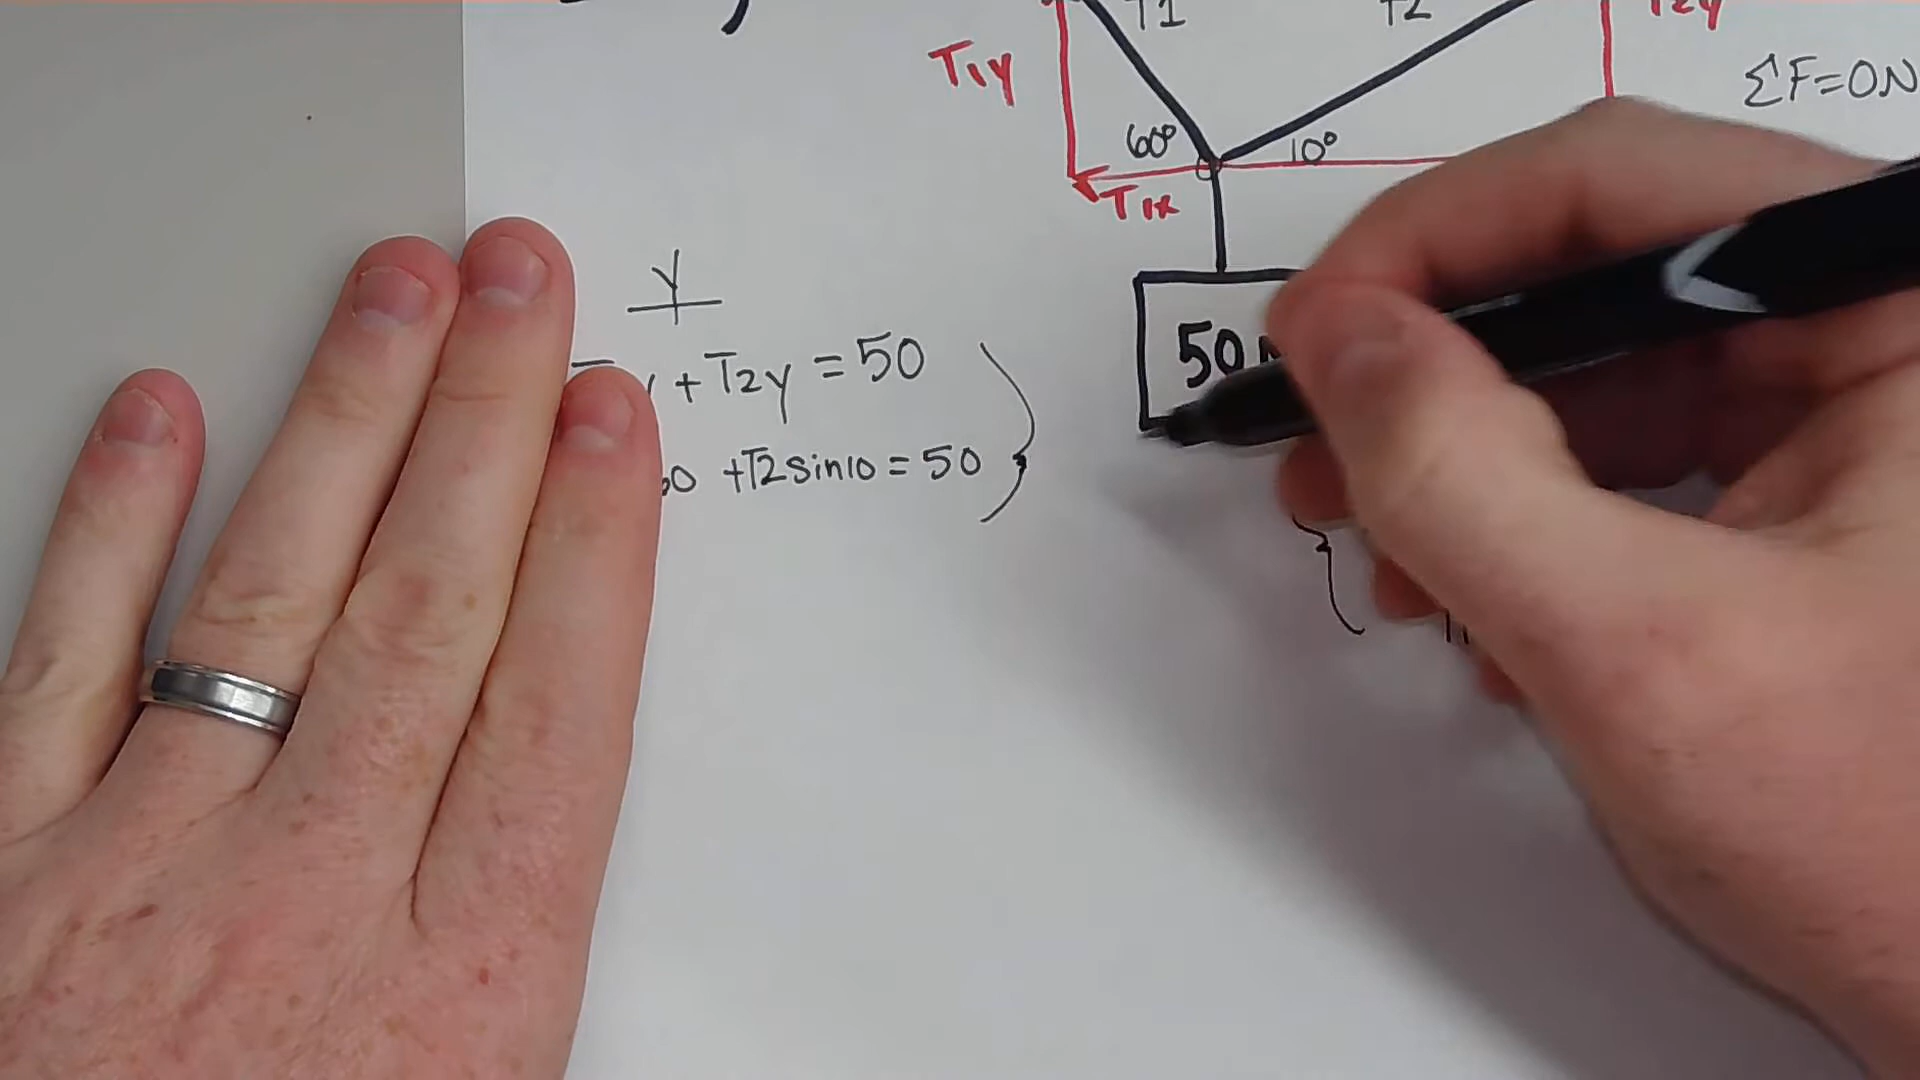 T1 T2 T2y
T1y
ΣF=0N
60° 10°
T1x
y
+ T2y = 50
50
+T2sin10 = 50